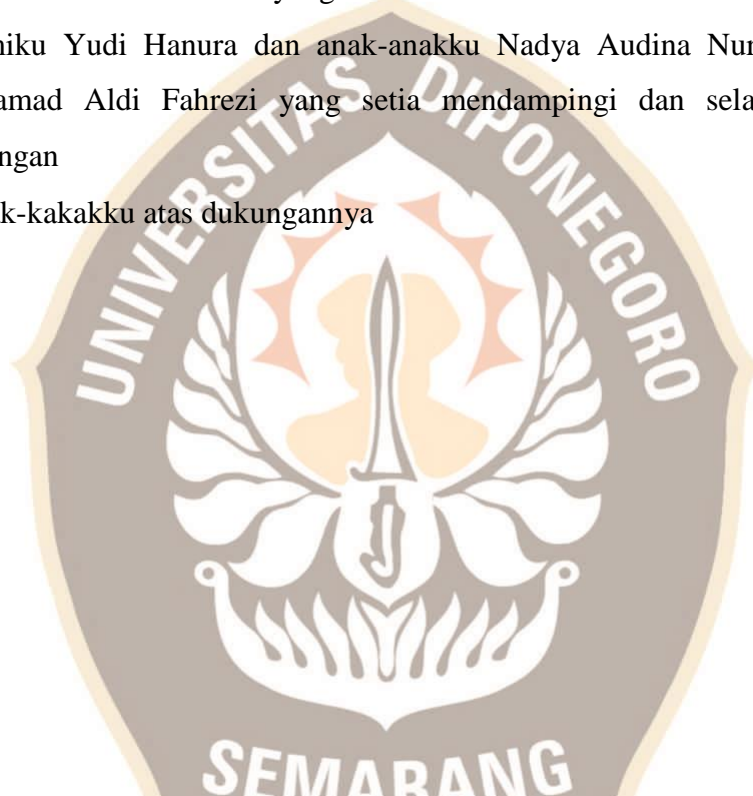 yang
niku Yudi Hanura dan anak-anakku Nadya Audina Nur
amad Aldi Fahrezi yang setia mendampingi dan sela
ngan
k-kakakku atas dukungannya
UNIVERSITAS DIPONEGORO
SEMARANG